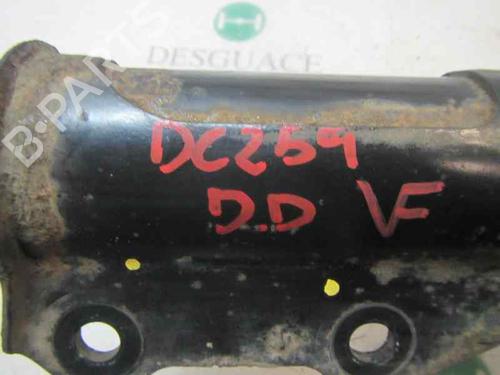 DESGUACE
B-PARTS
DC259
D.D VF